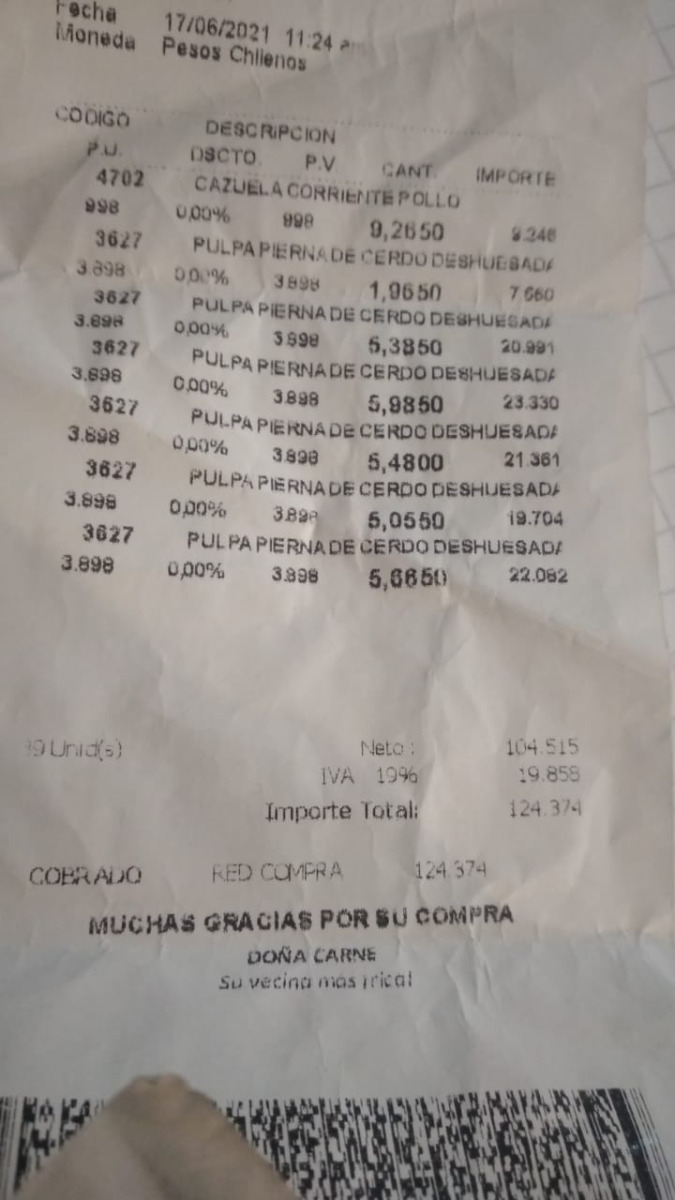 Fecha 17/06/2021 11:24 am
Moneda Pesos Chilenos
CODIGO DESCRIPCION
P.U. DSCTO P.V CANT. IMPORTE
4702 CAZUELA CORRIENTE POLLO
998 0,00% 998 9,2650 9.246
3627 PULPA PIERNA DE CERDO DESHUESADA
3.898 0,00% 3.898 1,9650 7.660
3627 PULPA PIERNA DE CERDO DESHUESADA
3.898 0,00% 3.898 5,3850 20.991
3627 PULPA PIERNA DE CERDO DESHUESADA
3.898 0,00% 3.898 5,9850 23.330
3627 PULPA PIERNA DE CERDO DESHUESADA
3.898 0,00% 3.898 5,4800 21.361
3627 PULPA PIERNA DE CERDO DESHUESADA
3.898 0,00% 3.898 5,0550 19.704
3627 PULPA PIERNA DE CERDO DESHUESADA
3.898 0,00% 3.898 5,6650 22.082
Unid(s) Neto : 104.515
IVA 19% 19.858
Importe Total: 124.374
COBRADO RED COMPRA 124.374
MUCHAS GRACIAS POR SU COMPRA
DOÑA CARNE
Su vecina mas